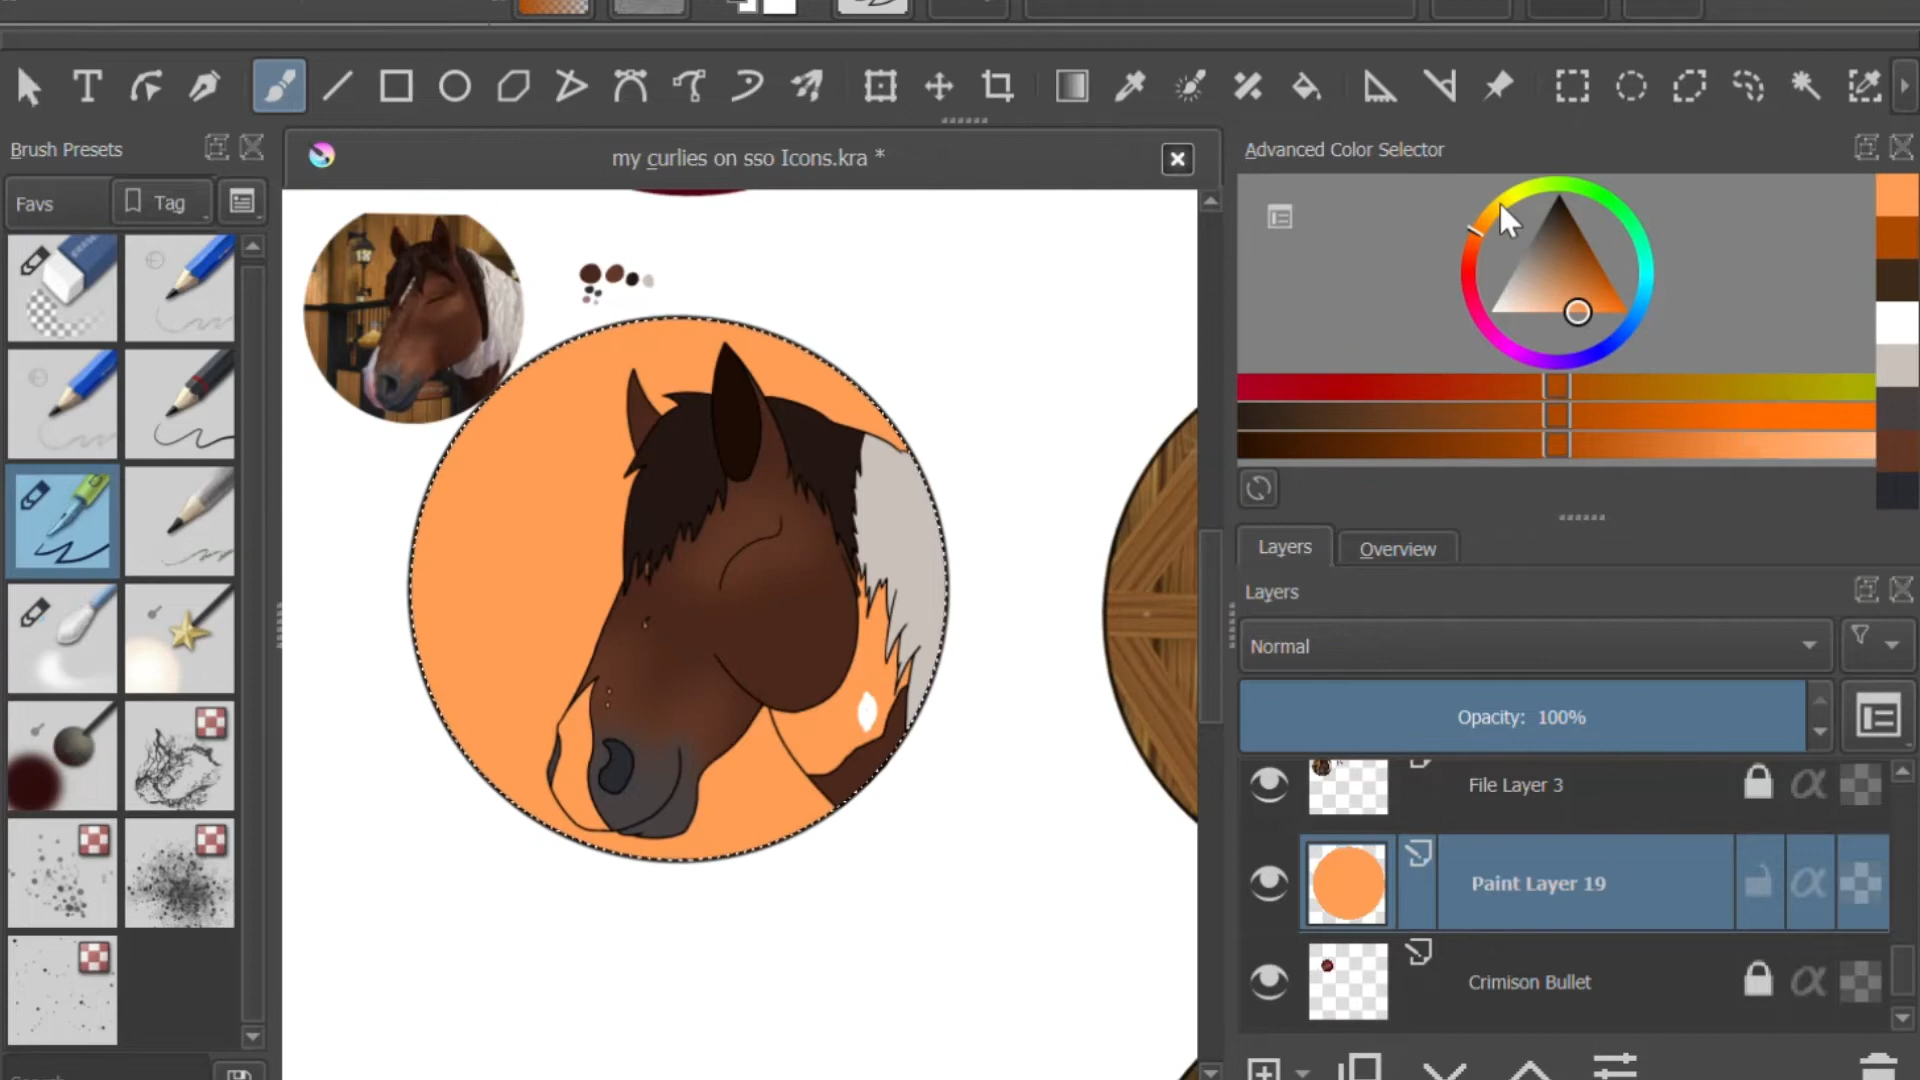 Brush Presets
my curlies on sso Icons.kra *
Advanced Color Selector
Favs
Tag
Layers
Overview
Layers
Normal
Opacity: 100%
File Layer 3
Paint Layer 19
Crimison Bullet